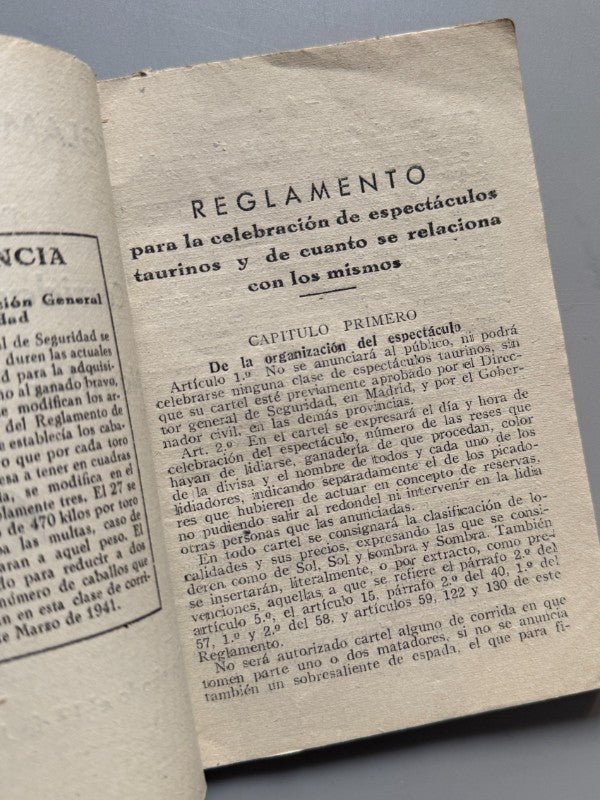 NCIA
ción General
dad
al de Seguridad se
duren las actuales
d para la adquisi-
no al ganado bravo,
se modifican los ar-
del Reglamento de
e establecía los caba-
o que por cada toro
esa a tener en cuadras
da, se modifica en el
lamente tres. El 27 se
o de 470 kilos por toro
ba las multas, caso de
aran a aquel peso. El
do para reducir a dos
número de caballos que
n en esta clase de corri-
e Marzo de 1941.
REGLAMENTO
para la celebración de espectáculos
taurinos y de cuanto se relaciona
con los mismos
CAPITULO PRIMERO
De la organización del espectáculo
Artículo 1.º No se anunciará al público, ni podrá
celebrarse ninguna clase de espectáculos taurinos, sin
que su cartel esté previamente aprobado por el Direc-
tor general de Seguridad, en Madrid, y por el Gober-
nador civil, en las demás provincias.
Art. 2.º En el cartel se expresará el día y hora de
celebración del espectáculo, número de las reses que
hayan de lidiarse, ganadería de que procedan, color
de la divisa y el nombre de todos y cada uno de los
lidiadores, indicando separadamente el de los picado-
res que hubieren de actuar en concepto de reservas,
no pudiendo salir al redondel ni intervenir en la lidia
otras personas que las anunciadas.
En todo cartel se consignará la clasificación de lo-
calidades y sus precios, expresando las que se consi-
deren como de Sol, Sol y Sombra y Sombra. También
se insertarán, literalmente, o por extracto, como pre-
venciones, aquellas a que se refiere el párrafo 2.º del
artículo 5.º, el artículo 15, párrafo 2.º del 40, 1.º del
57, 1.º y 2.º del 58, y artículos 59, 122 y 130 de este
Reglamento.
No será autorizado cartel alguno de corrida en que
tomen parte uno o dos matadores, si no se anuncia
también un sobresaliente de espada, el que para fi-